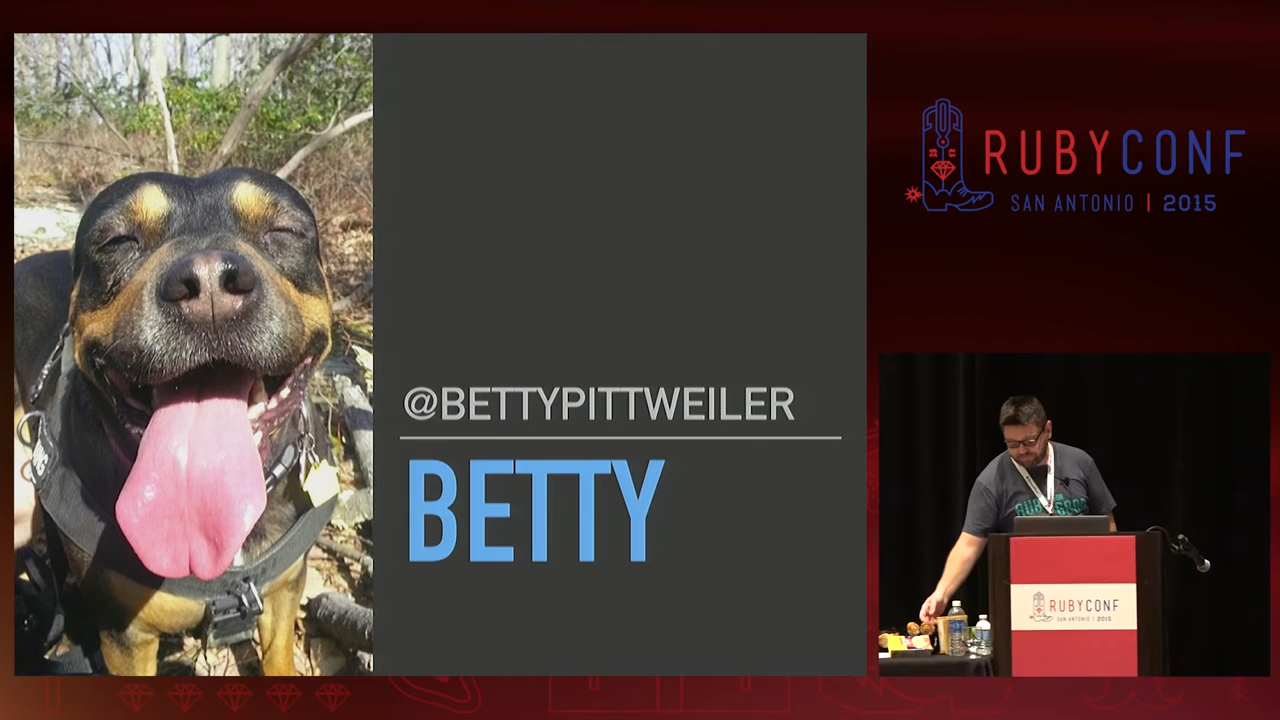 @BETTYPITTWEILER
BETTY
RUBYCONF
SAN ANTONIO | 2015
RUBYCONF
SAN ANTONIO | 2015